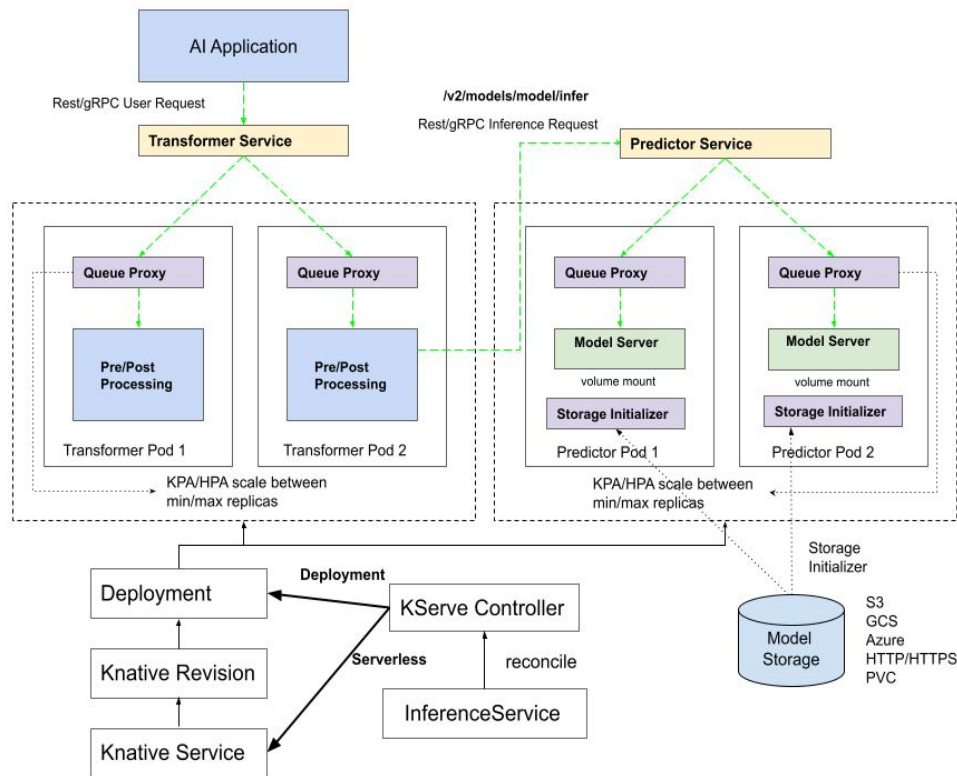 AI Application
Rest/gRPC User Request
/v2/models/model/infer
Rest/gRPC Inference Request
Transformer Service
Predictor Service
Queue Proxy
Pre/Post
Processing
Transformer Pod 1
Queue Proxy
Pre/Post
Processing
Transformer Pod 2
KPA/HPA scale between
min/max replicas
Queue Proxy
Model Server
volume mount
Storage Initializer
Predictor Pod 1
Queue Proxy
Model Server
volume mount
Storage Initializer
Predictor Pod 2
KPA/HPA scale between
min/max replicas
Deployment
Deployment
KServe Controller
Serverless
Knative Revision
reconcile
InferenceService
Knative Service
Storage
Initializer
Model
Storage
S3
GCS
Azure
HTTP/HTTPS
PVC